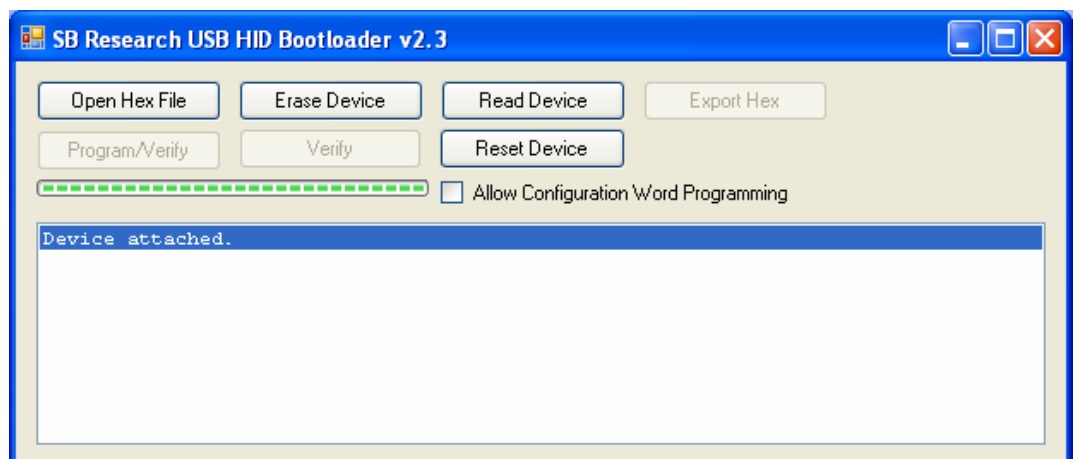 SB Research USB HID Bootloader v2.3
Open Hex File Erase Device Read Device Export Hex
Program/Verify Verify Reset Device
Allow Configuration Word Programming
Device attached.